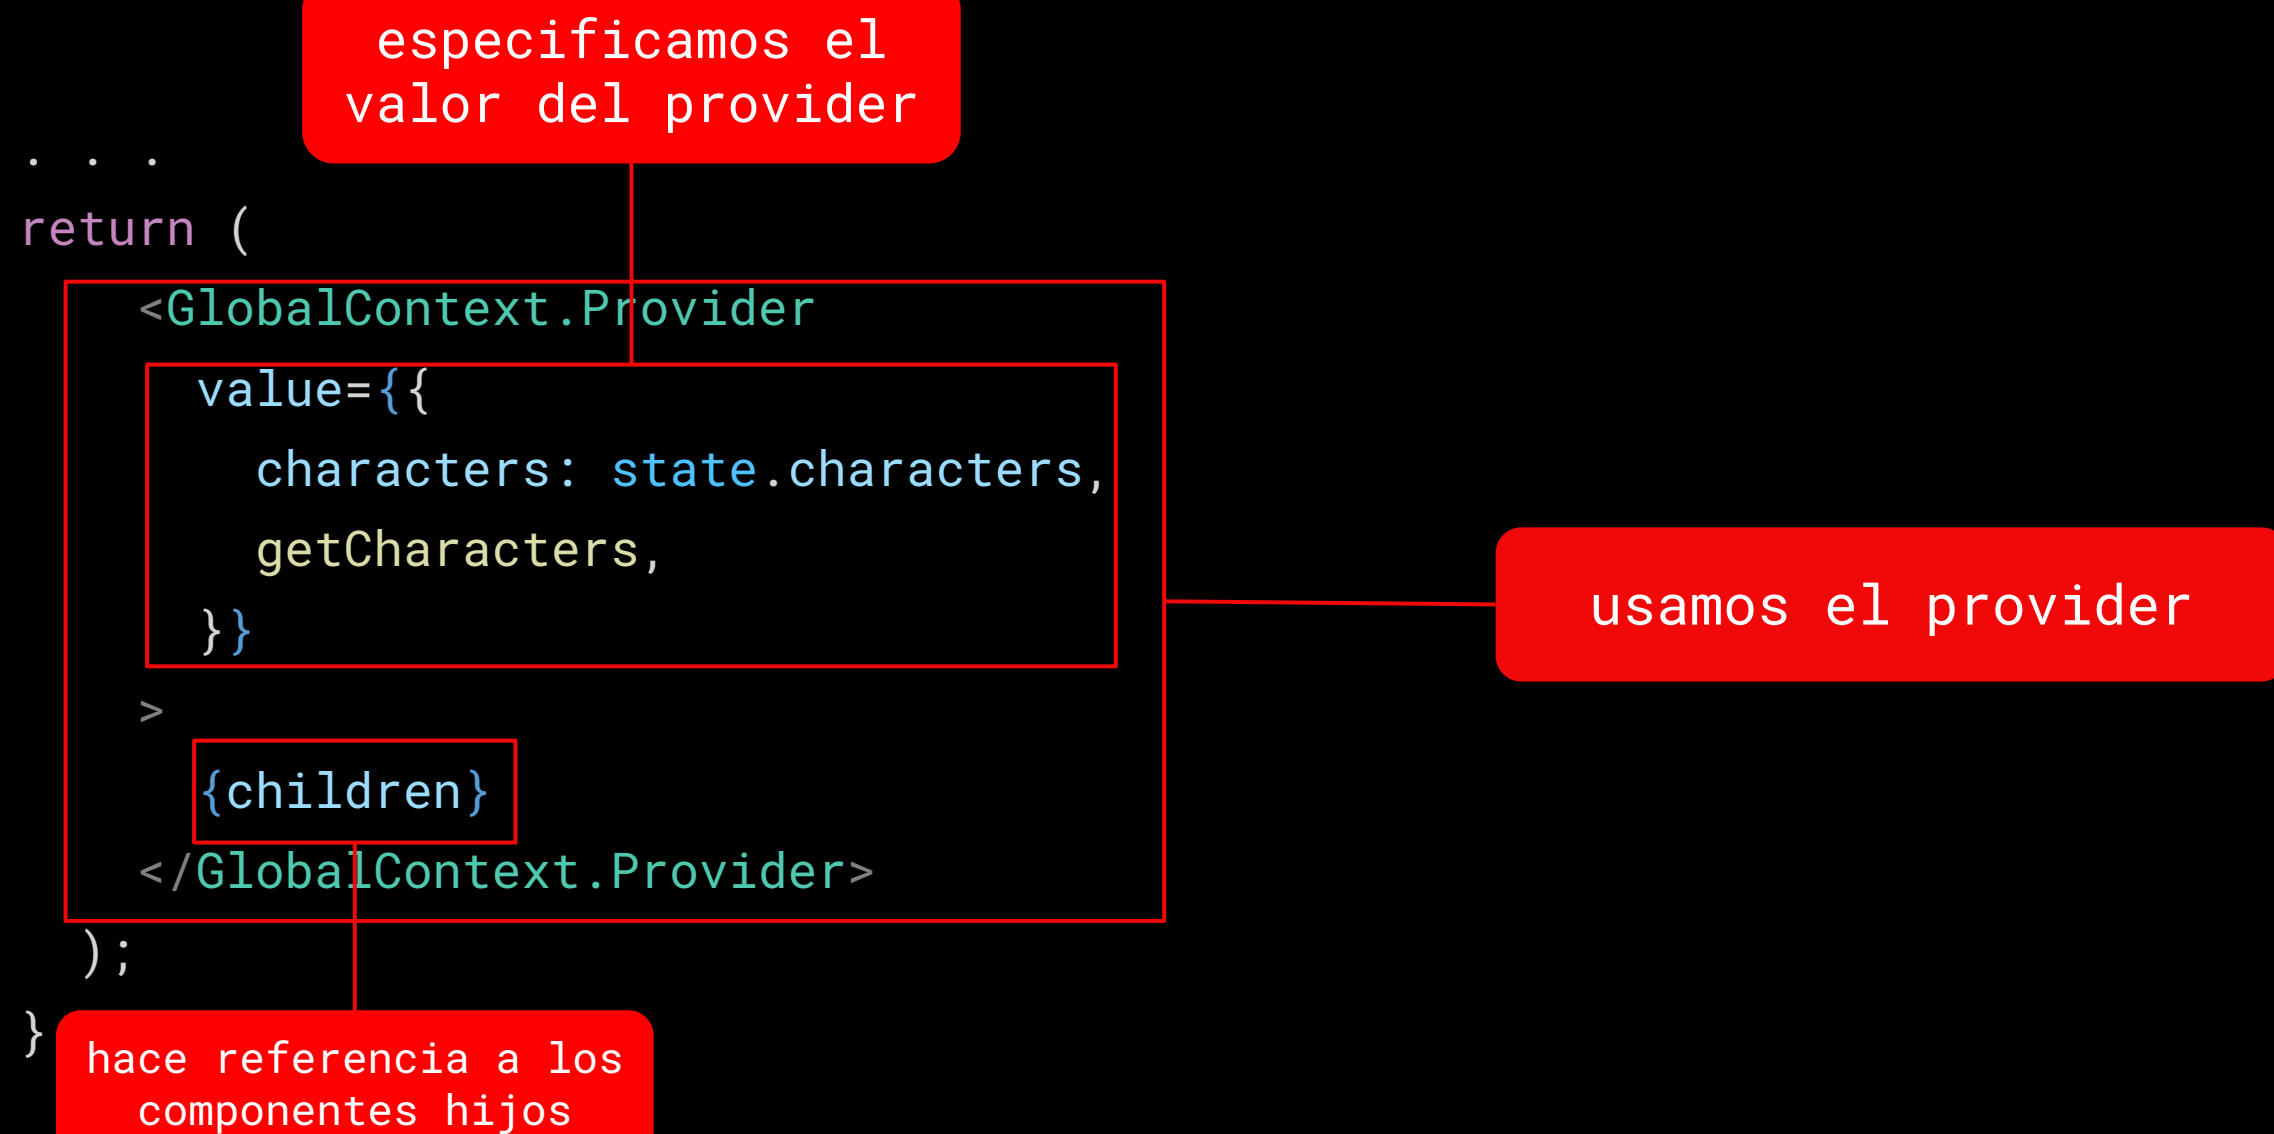 especificamos el
valor del provider
. . .
return (
<GlobalContext.Provider
value={{
characters: state.characters,
getCharacters,
}}
usamos el provider
>
{children}
</GlobalContext.Provider>
);
}
hace referencia a los
componentes hijos